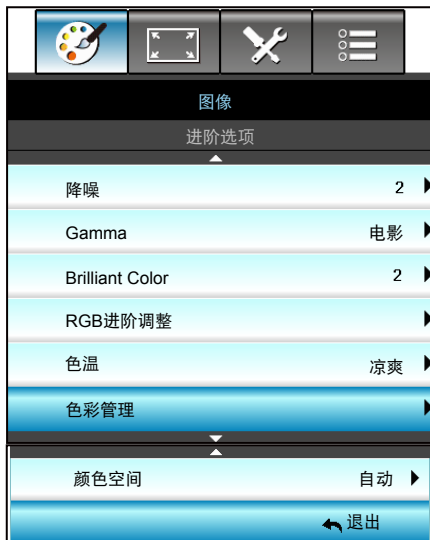 图像
进阶选项
降噪 2
Gamma 电影
Brilliant Color 2
RGB进阶调整
色温 凉爽
色彩管理
颜色空间 自动
退出